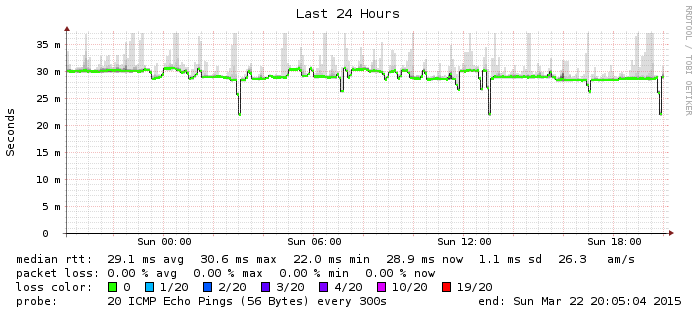 Last 24 Hours
RRDTOOL / TOBI OETIKER
Seconds
35 m
30 m
25 m
20 m
15 m
10 m
5 m
0
Sun 00:00 Sun 06:00 Sun 12:00 Sun 18:00
median rtt: 29.1 ms avg 30.6 ms max 22.0 ms min 28.9 ms now 1.1 ms sd 26.3 am/s
packet loss: 0.00 % avg 0.00 % max 0.00 % min 0.00 % now
loss color: 0 1/20 2/20 3/20 4/20 10/20 19/20
probe: 20 ICMP Echo Pings (56 Bytes) every 300s end: Sun Mar 22 20:05:04 2015